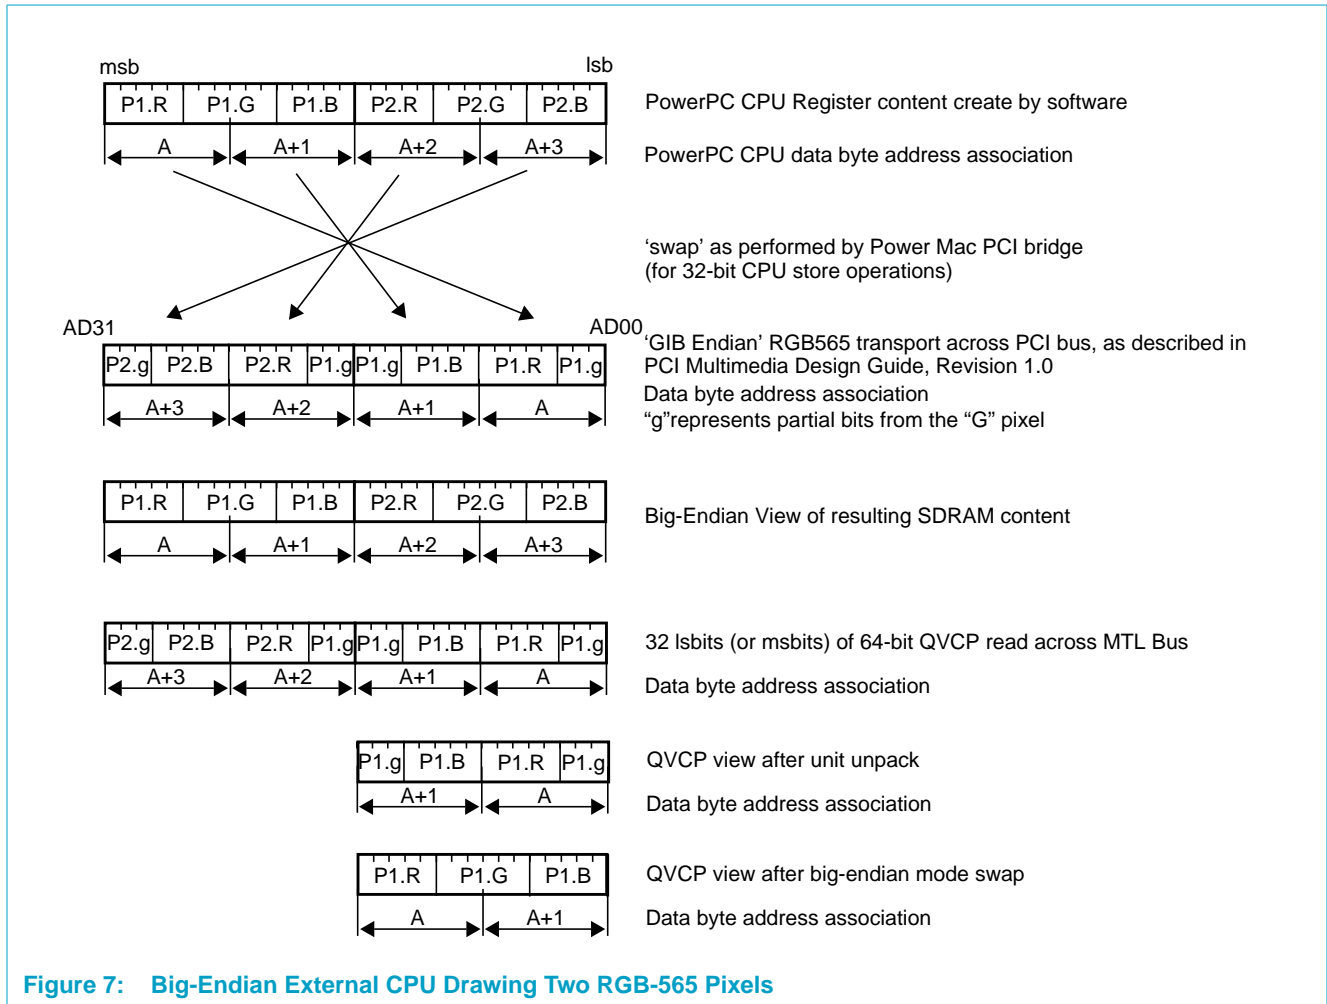 msb lsb
P1.R P1.G P1.B P2.R P2.G P2.B PowerPC CPU Register content create by software
A A+1 A+2 A+3 PowerPC CPU data byte address association
‘swap’ as performed by Power Mac PCI bridge
(for 32-bit CPU store operations)
AD31 AD00
‘GIB Endian’ RGB565 transport across PCI bus, as described in
P2.g P2.B P2.R P1.g P1.g P1.B P1.R P1.g PCI Multimedia Design Guide, Revision 1.0
Data byte address association
A+3 A+2 A+1 A “g”represents partial bits from the “G” pixel
P1.R P1.G P1.B P2.R P2.G P2.B
Big-Endian View of resulting SDRAM content
A A+1 A+2 A+3
P2.g P2.B P2.R P1.g P1.g P1.B P1.R P1.g 32 lsbits (or msbits) of 64-bit QVCP read across MTL Bus
A+3 A+2 A+1 A Data byte address association
P1.g P1.B P1.R P1.g QVCP view after unit unpack
A+1 A Data byte address association
P1.R P1.G P1.B QVCP view after big-endian mode swap
A A+1 Data byte address association
Figure 7: Big-Endian External CPU Drawing Two RGB-565 Pixels